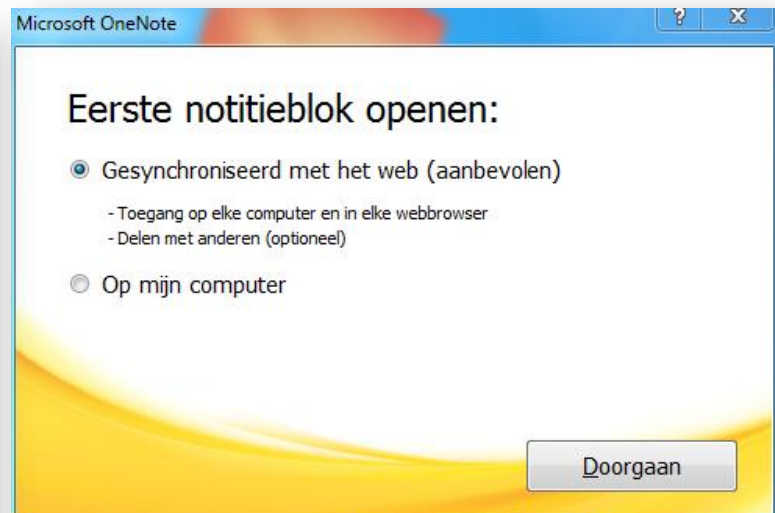 Microsoft OneNote
Eerste notitieblok openen:
Gesynchroniseerd met het web (aanbevolen)
- Toegang op elke computer en in elke webbrowser
- Delen met anderen (optioneel)
Op mijn computer
Doorgaan